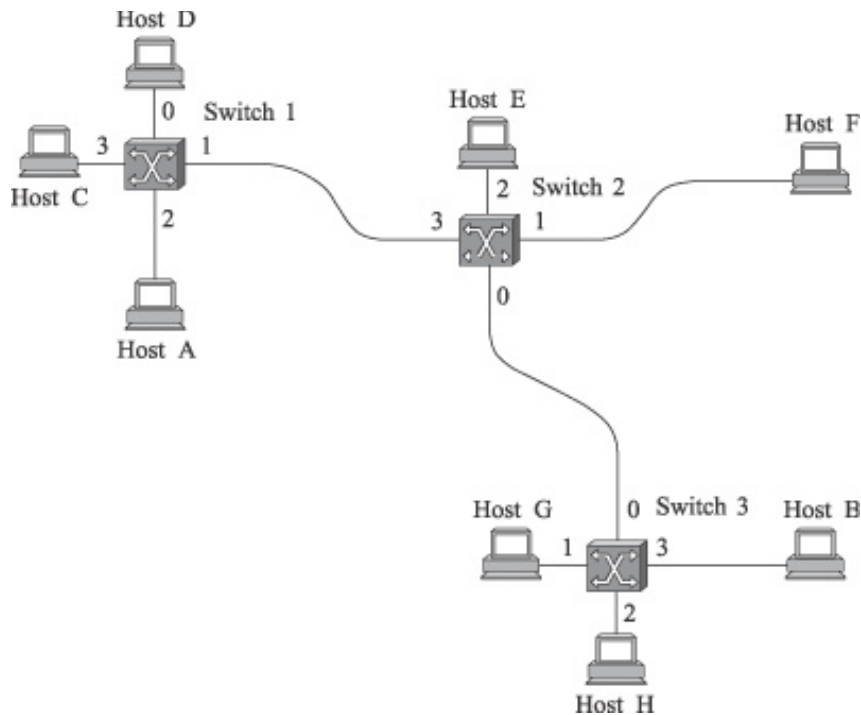 Host D
0
Switch 1
3
1
Host C
2
Host A
Host E
2
Switch 2
3
1
0
Host F
0
Switch 3
Host G
Host B
1
3
2
Host H